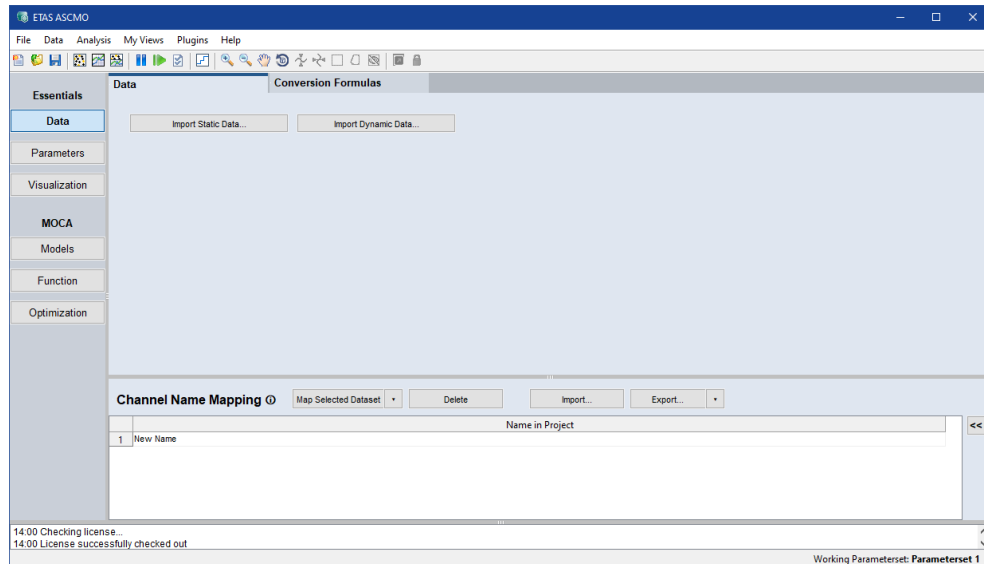 ETAS ASCMO
File Data Analysis My Views Plugins Help
Essentials
Data
Parameters
Visualization
MOCA
Models
Function
Optimization
Data Conversion Formulas
Import Static Data... Import Dynamic Data...
Channel Name Mapping Map Selected Dataset Delete Import... Export...
Name in Project
<<
1 New Name
14:00 Checking license...
14:00 License successfully checked out
Working Parameterset: Parameterset 1